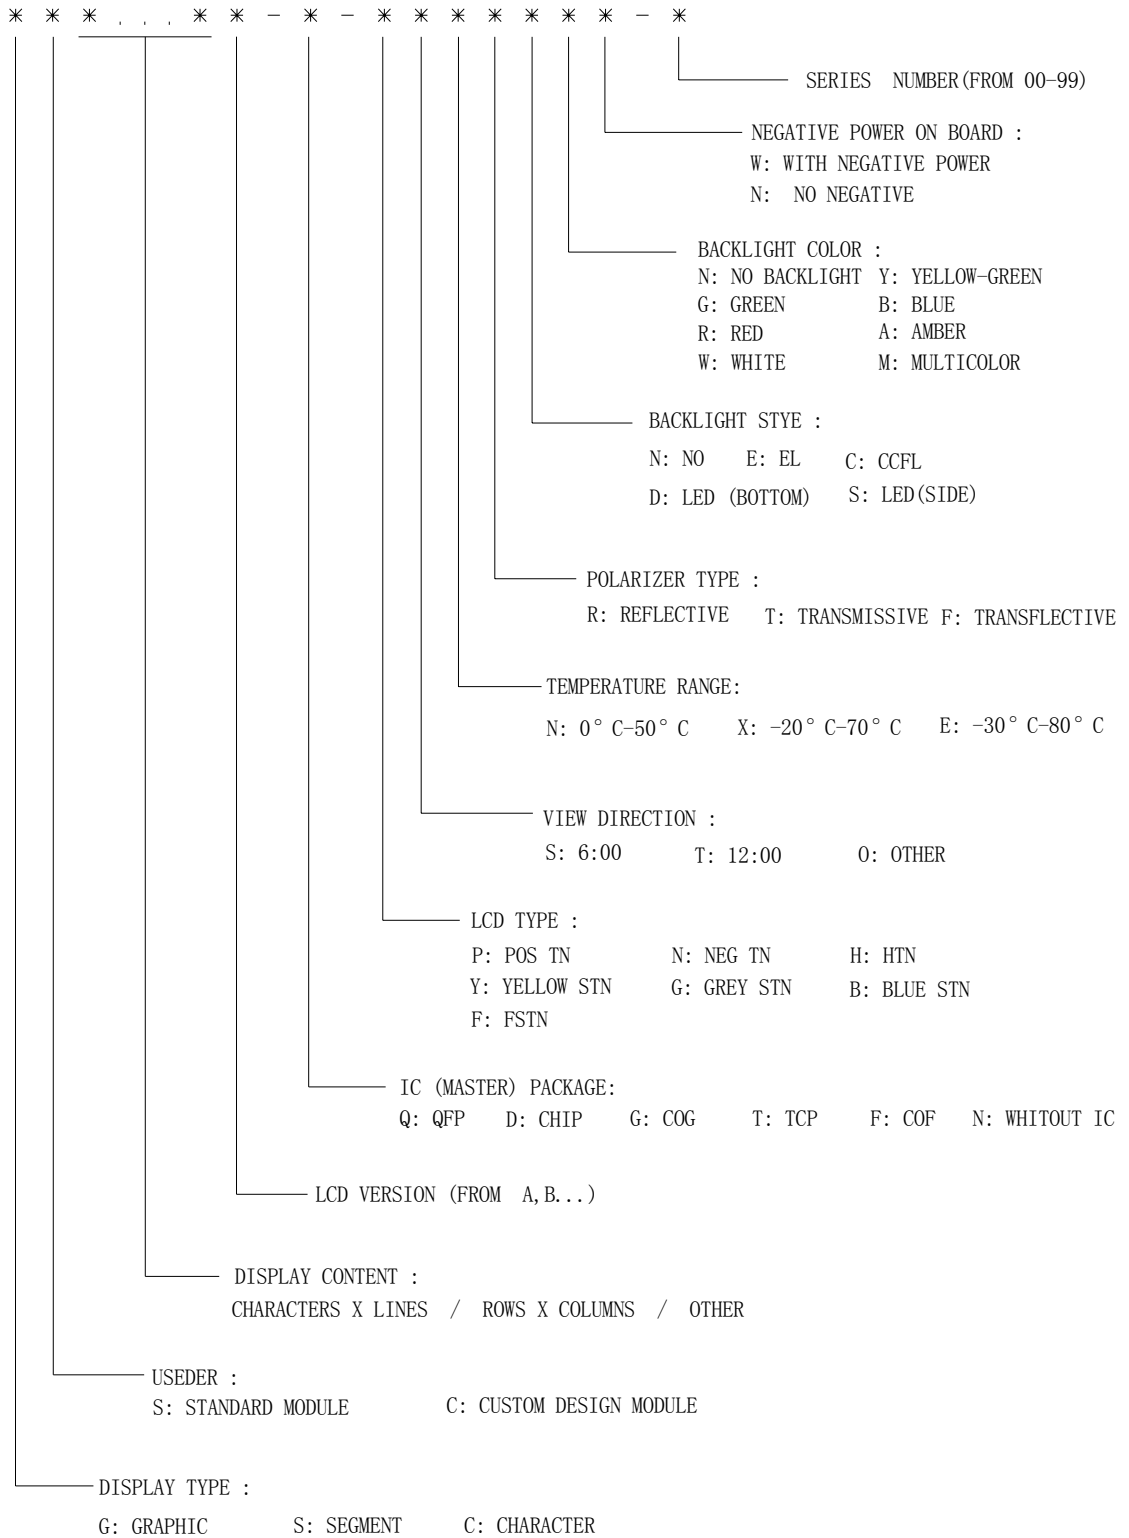 * * * . . . * * - * - * * * * * * * - *
SERIES NUMBER(FROM 00-99)
NEGATIVE POWER ON BOARD :
W: WITH NEGATIVE POWER
N: NO NEGATIVE
BACKLIGHT COLOR :
N: NO BACKLIGHT Y: YELLOW-GREEN
G: GREEN B: BLUE
R: RED A: AMBER
W: WHITE M: MULTICOLOR
BACKLIGHT STYE :
N: NO E: EL C: CCFL
D: LED (BOTTOM) S: LED(SIDE)
POLARIZER TYPE :
R: REFLECTIVE T: TRANSMISSIVE F: TRANSFLECTIVE
TEMPERATURE RANGE:
N: 0° C-50° C X: -20° C-70° C E: -30° C-80° C
VIEW DIRECTION :
S: 6:00 T: 12:00 O: OTHER
LCD TYPE :
P: POS TN N: NEG TN H: HTN
Y: YELLOW STN G: GREY STN B: BLUE STN
F: FSTN
IC (MASTER) PACKAGE:
Q: QFP D: CHIP G: COG T: TCP F: COF N: WHITOUT IC
LCD VERSION (FROM A,B...)
DISPLAY CONTENT :
CHARACTERS X LINES / ROWS X COLUMNS / OTHER
USEDER :
S: STANDARD MODULE C: CUSTOM DESIGN MODULE
DISPLAY TYPE :
G: GRAPHIC S: SEGMENT C: CHARACTER